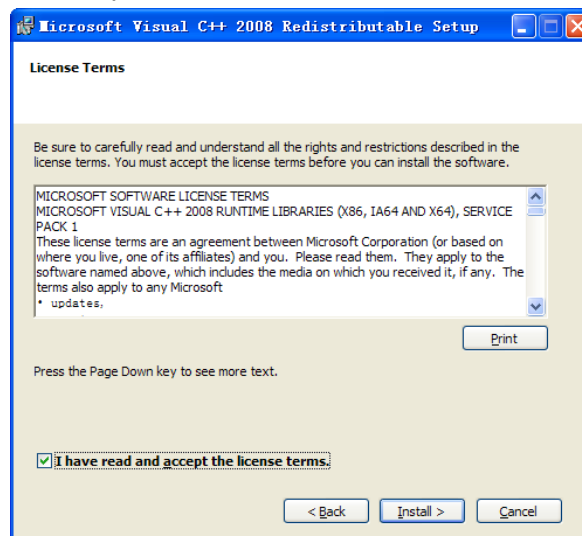 Microsoft Visual C++ 2008 Redistributable Setup
License Terms
Be sure to carefully read and understand all the rights and restrictions described in the
license terms. You must accept the license terms before you can install the software.
MICROSOFT SOFTWARE LICENSE TERMS
MICROSOFT VISUAL C++ 2008 RUNTIME LIBRARIES (X86, IA64 AND X64), SERVICE
PACK 1
These license terms are an agreement between Microsoft Corporation (or based on
where you live, one of its affiliates) and you.  Please read them.  They apply to the
software named above, which includes the media on which you received it, if any.  The
terms also apply to any Microsoft
• updates,
Print
Press the Page Down key to see more text.
I have read and accept the license terms.
< Back
Install >
Cancel